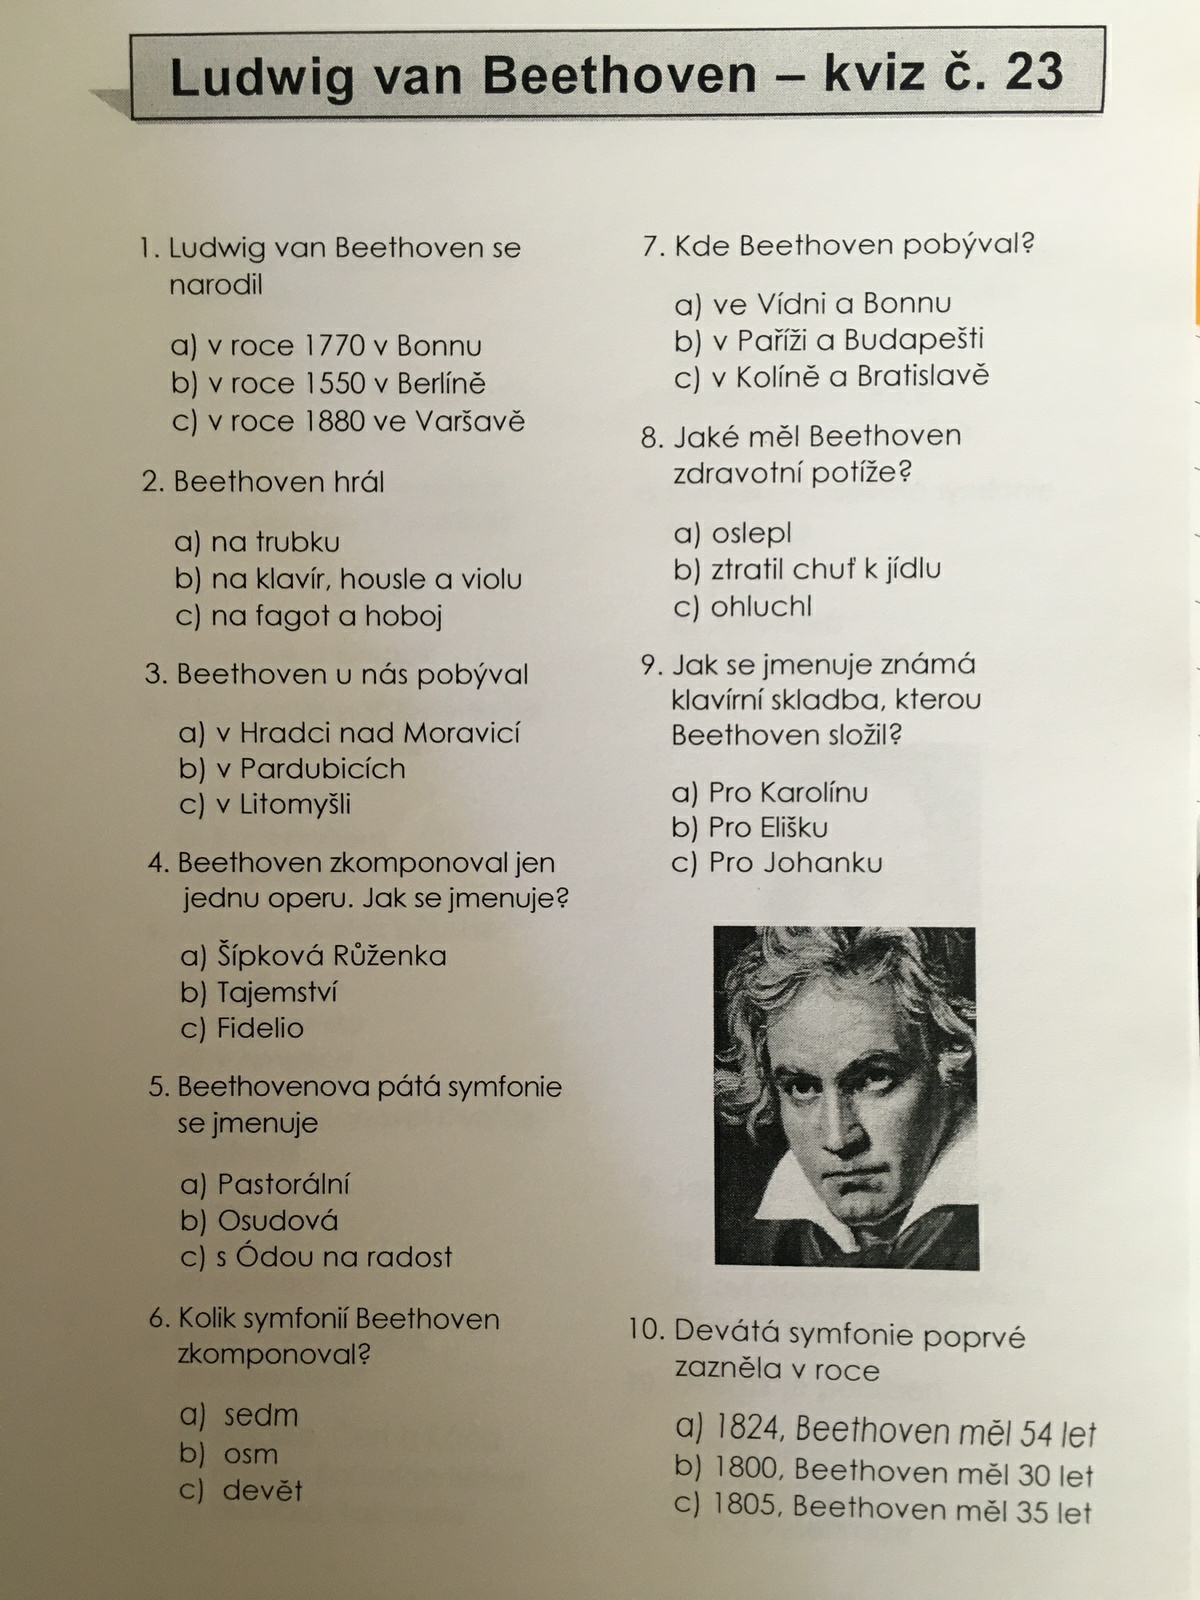 Ludwig van Beethoven – kviz č. 23
1. Ludwig van Beethoven se
narodil
a) v roce 1770 v Bonnu
b) v roce 1550 v Berlíně
c) v roce 1880 ve Varšavě
2. Beethoven hrál
a) na trubku
b) na klavír, housle a violu
c) na fagot a hoboj
3. Beethoven u nás pobýval
a) v Hradci nad Moravicí
b) v Pardubicích
c) v Litomyšli
4. Beethoven zkomponoval jen
jednu operu. Jak se jmenuje?
a) Šípková Růženka
b) Tajemství
c) Fidelio
5. Beethovenova pátá symfonie
se jmenuje
a) Pastorální
b) Osudová
c) s Ódou na radost
6. Kolik symfonií Beethoven
zkomponoval?
a) sedm
b) osm
c) devět
7. Kde Beethoven pobýval?
a) ve Vídni a Bonnu
b) v Paříži a Budapešti
c) v Kolíně a Bratislavě
8. Jaké měl Beethoven
zdravotní potíže?
a) oslepl
b) ztratil chuť k jídlu
c) ohluchl
9. Jak se jmenuje známá
klavírní skladba, kterou
Beethoven složil?
a) Pro Karolínu
b) Pro Elišku
c) Pro Johanku
10. Devátá symfonie poprvé
zazněla v roce
a) 1824, Beethoven měl 54 let
b) 1800, Beethoven měl 30 let
c) 1805, Beethoven měl 35 let